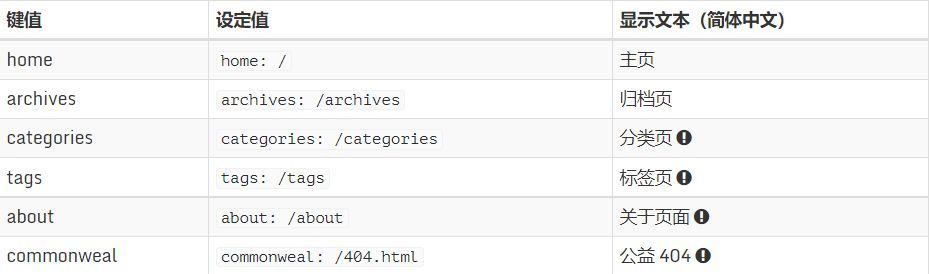 键值 设定值 显示文本（简体中文）
home home: / 主页
archives archives: /archives 归档页
categories categories: /categories 分类页
tags tags: /tags 标签页
about about: /about 关于页面
commonweal commonweal: /404.html 公益 404